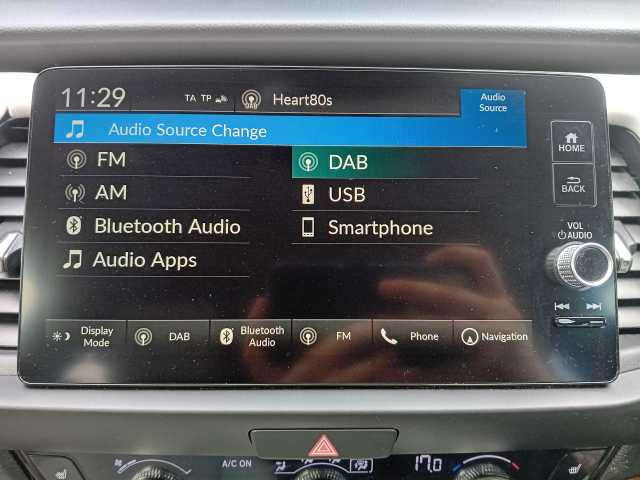 11:29 TA TP DAB Heart80s Audio Source
Audio Source Change
FM DAB
AM USB
Bluetooth Audio Smartphone
Audio Apps
HOME
BACK
VOL
AUDIO
Display Mode DAB Bluetooth Audio FM Phone Navigation
A/C ON 17.0